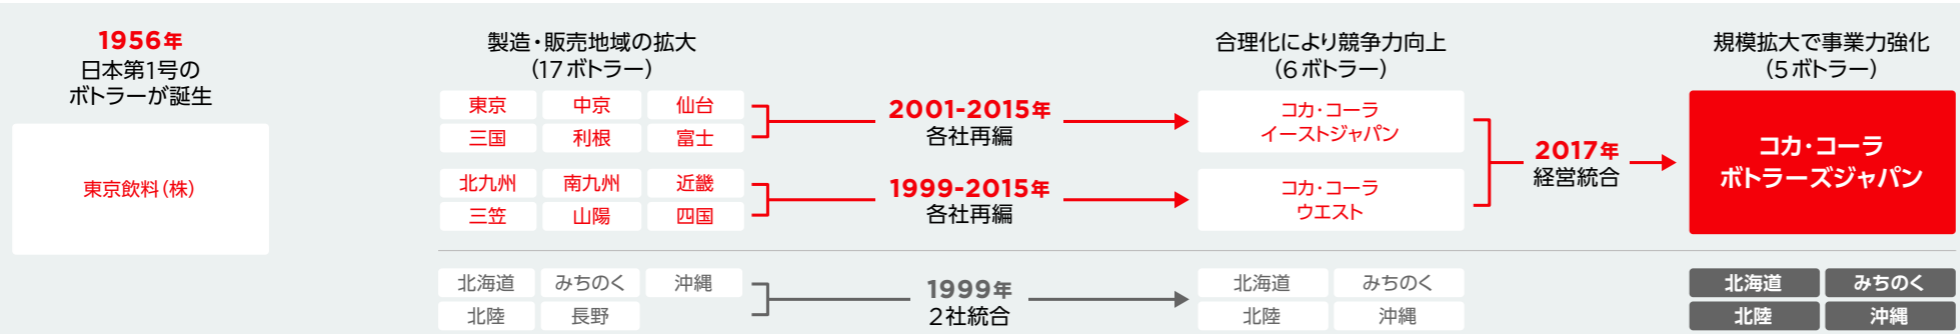 1956年
日本第1号の
ボトラーが誕生
東京飲料(株)
製造・販売地域の拡大
(17ボトラー)
東京 中京 仙台
三国 利根 富士
2001-2015年
各社再編
北九州 南九州 近畿
三笠 山陽 四国
1999-2015年
各社再編
北海道 みちのく 沖縄
北陸 長野
1999年
2社統合
合理化により競争力向上
(6ボトラー)
コカ・コーラ
イーストジャパン
コカ・コーラ
ウエスト
北海道 みちのく
北陸 沖縄
2017年
経営統合
規模拡大で事業力強化
(5ボトラー)
コカ・コーラ
ボトラーズジャパン
北海道 みちのく
北陸 沖縄